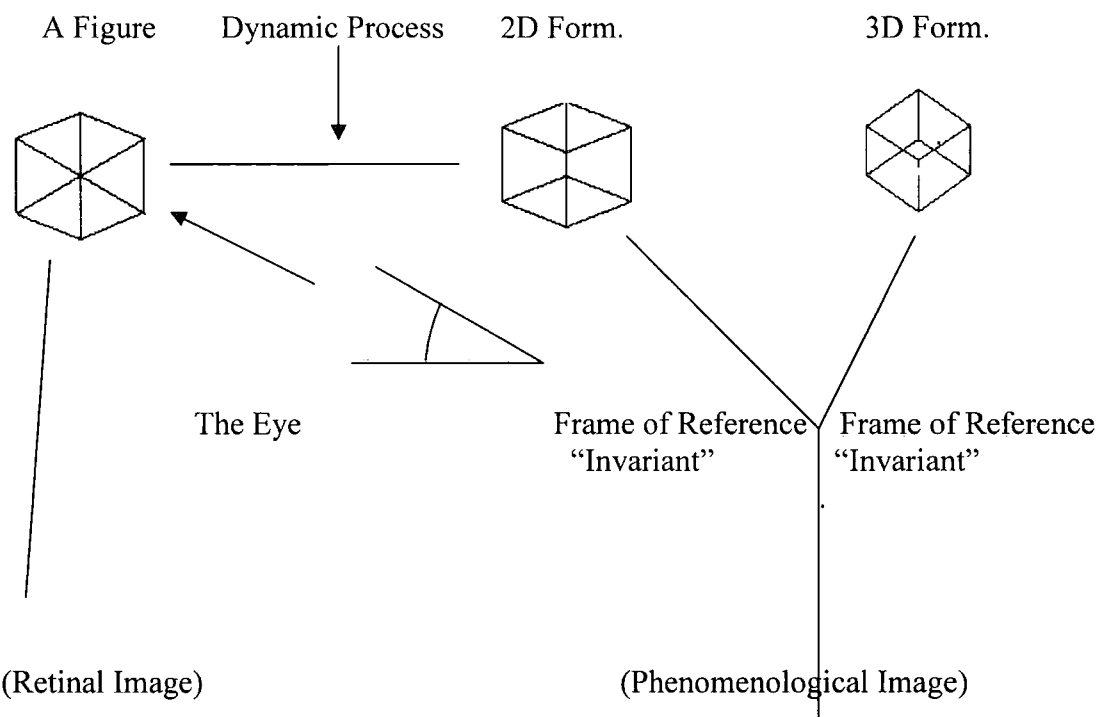 A Figure Dynamic Process 2D Form. 3D Form.
The Eye
Frame of Reference Frame of Reference
“Invariant” “Invariant”
(Retinal Image) (Phenomenological Image)